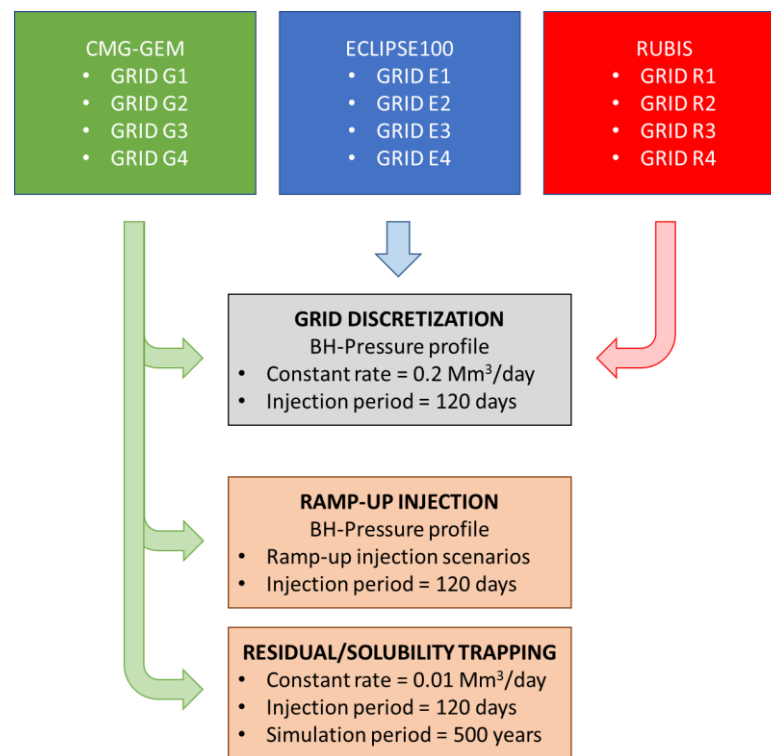 CMG-GEM
• GRID G1
• GRID G2
• GRID G3
• GRID G4
ECLIPSE100
• GRID E1
• GRID E2
• GRID E3
• GRID E4
RUBIS
• GRID R1
• GRID R2
• GRID R3
• GRID R4
GRID DISCRETIZATION
BH-Pressure profile
• Constant rate = 0.2 Mm³/day
• Injection period = 120 days
RAMP-UP INJECTION
BH-Pressure profile
• Ramp-up injection scenarios
• Injection period = 120 days
RESIDUAL/SOLUBILITY TRAPPING
• Constant rate = 0.01 Mm³/day
• Injection period = 120 days
• Simulation period = 500 years